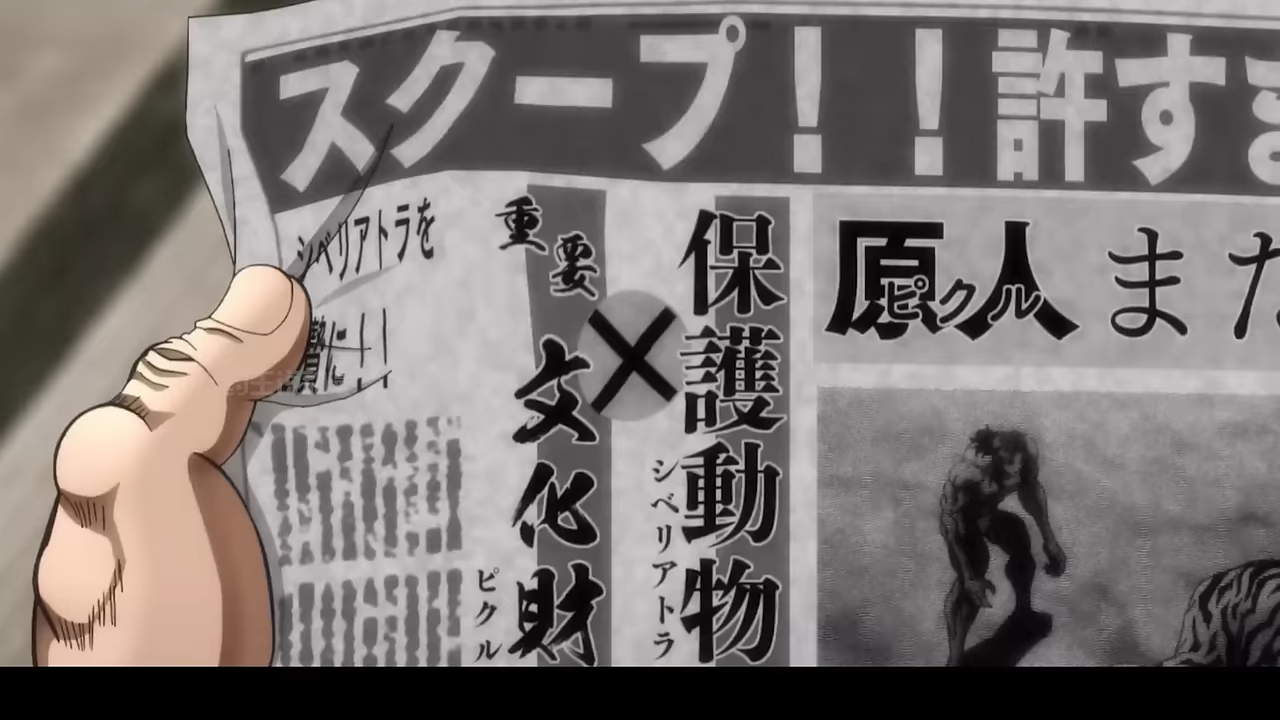 スクープ！！許すま
原人また
ピクル
保護動物
シベリアトラ
×
重要文化財
ピクル
シベリアトラを
に！！